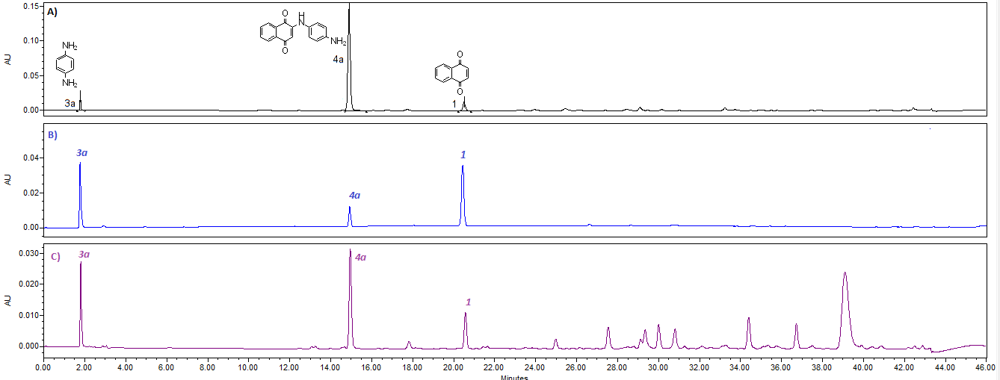 A)
0.15
0.10
0.05
0.00
AU
NH2
NH2
3a
O
O
H
N
NH2
4a
O
O
1
B)
0.04
0.02
0.00
AU
3a
4a
1
C)
0.030
0.020
0.010
0.000
AU
3a
4a
1
0.00 2.00 4.00 6.00 8.00 10.00 12.00 14.00 16.00 18.00 20.00 22.00 24.00 26.00 28.00 30.00 32.00 34.00 36.00 38.00 40.00 42.00 44.00 46.00
Minutes